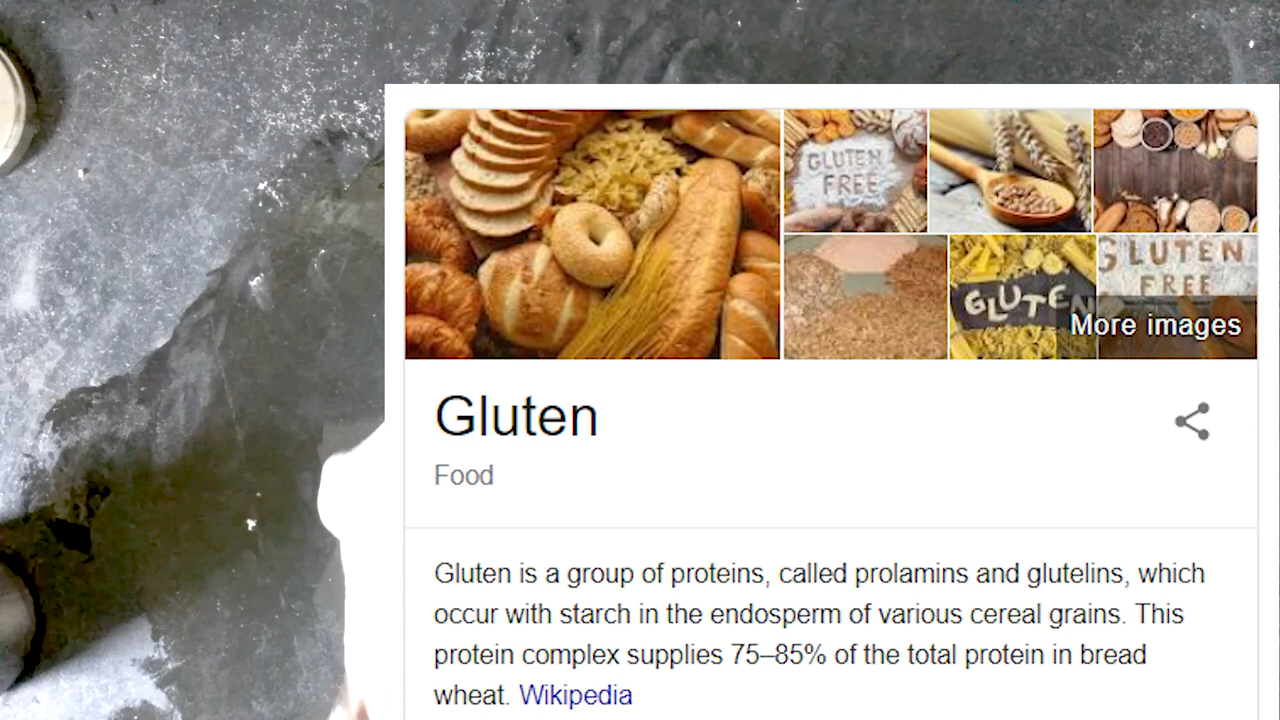 GLUTEN
FREE
GLUTEN
GLUTEN
FREE
More images
Gluten
Food
Gluten is a group of proteins, called prolamins and glutelins, which
occur with starch in the endosperm of various cereal grains. This
protein complex supplies 75–85% of the total protein in bread
wheat. Wikipedia